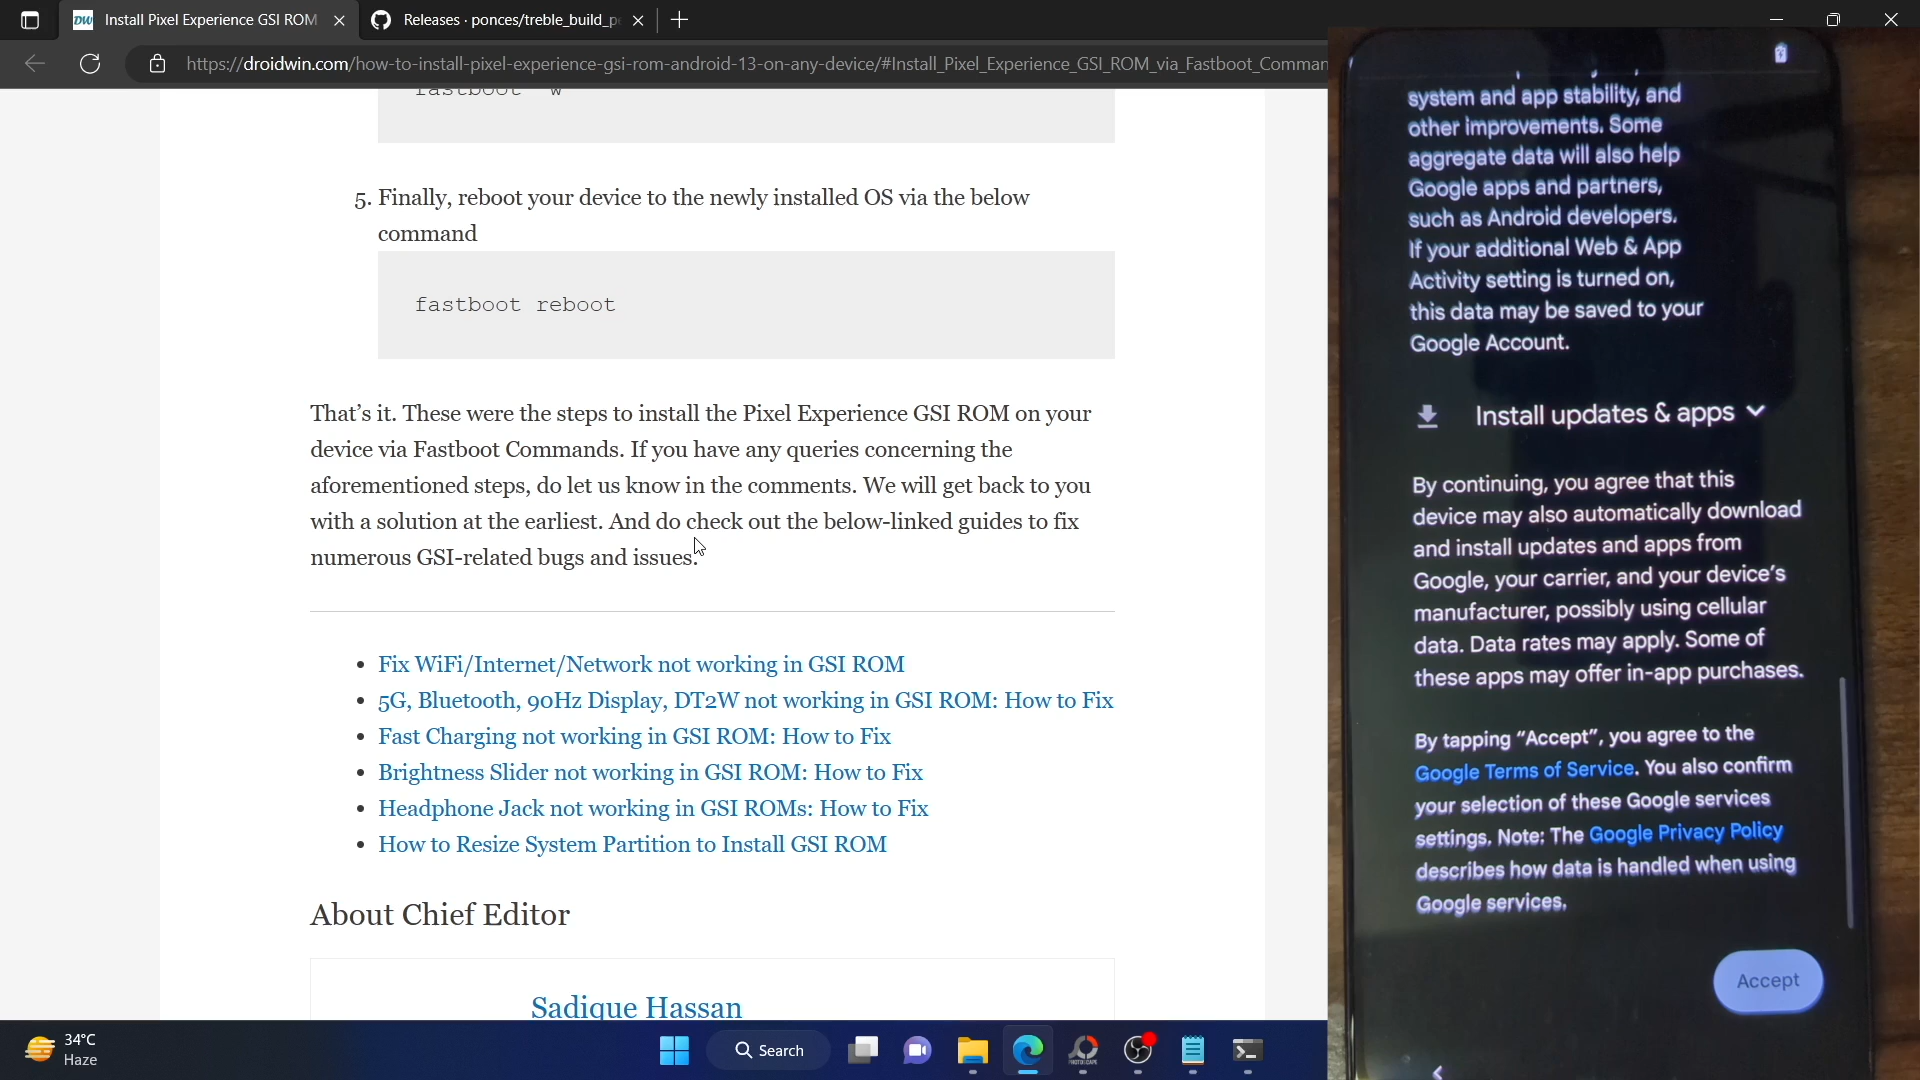 Install Pixel Experience GSI ROM
Releases · ponces/treble_build_p
https://droidwin.com/how-to-install-pixel-experience-gsi-rom-android-13-on-any-device/#Install_Pixel_Experience_GSI_ROM_via_Fastboot_Comman
fastboot w
5. Finally, reboot your device to the newly installed OS via the below
command
fastboot reboot
That’s it. These were the steps to install the Pixel Experience GSI ROM on your
device via Fastboot Commands. If you have any queries concerning the
aforementioned steps, do let us know in the comments. We will get back to you
with a solution at the earliest. And do check out the below-linked guides to fix
numerous GSI-related bugs and issues.
• Fix WiFi/Internet/Network not working in GSI ROM
• 5G, Bluetooth, 90Hz Display, DT2W not working in GSI ROM: How to Fix
• Fast Charging not working in GSI ROM: How to Fix
• Brightness Slider not working in GSI ROM: How to Fix
• Headphone Jack not working in GSI ROMs: How to Fix
• How to Resize System Partition to Install GSI ROM
About Chief Editor
Sadique Hassan
34°C
Haze
Search
system and app stability, and
other improvements. Some
aggregate data will also help
Google apps and partners,
such as Android developers.
If your additional Web & App
Activity setting is turned on,
this data may be saved to your
Google Account.
Install updates & apps
By continuing, you agree that this
device may also automatically download
and install updates and apps from
Google, your carrier, and your device’s
manufacturer, possibly using cellular
data. Data rates may apply. Some of
these apps may offer in-app purchases.
By tapping “Accept”, you agree to the
Google Terms of Service. You also confirm
your selection of these Google services
settings. Note: The Google Privacy Policy
describes how data is handled when using
Google services.
Accept